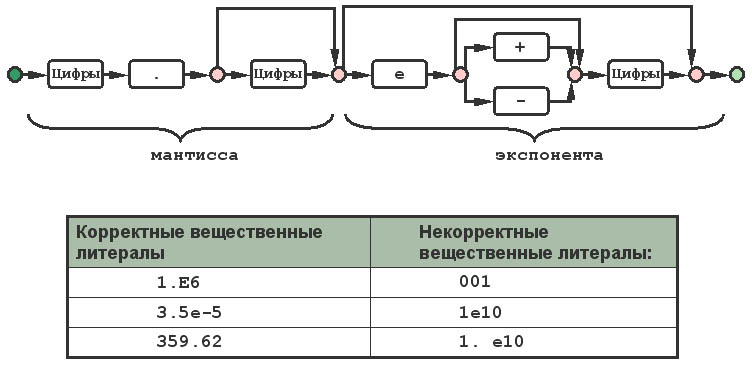 Цифры . Цифры е + - Цифры
мантисса экспонента
Корректные вещественные литералы
Некорректные вещественные литералы:
1.E6 001
3.5e-5 1e10
359.62 1. e10